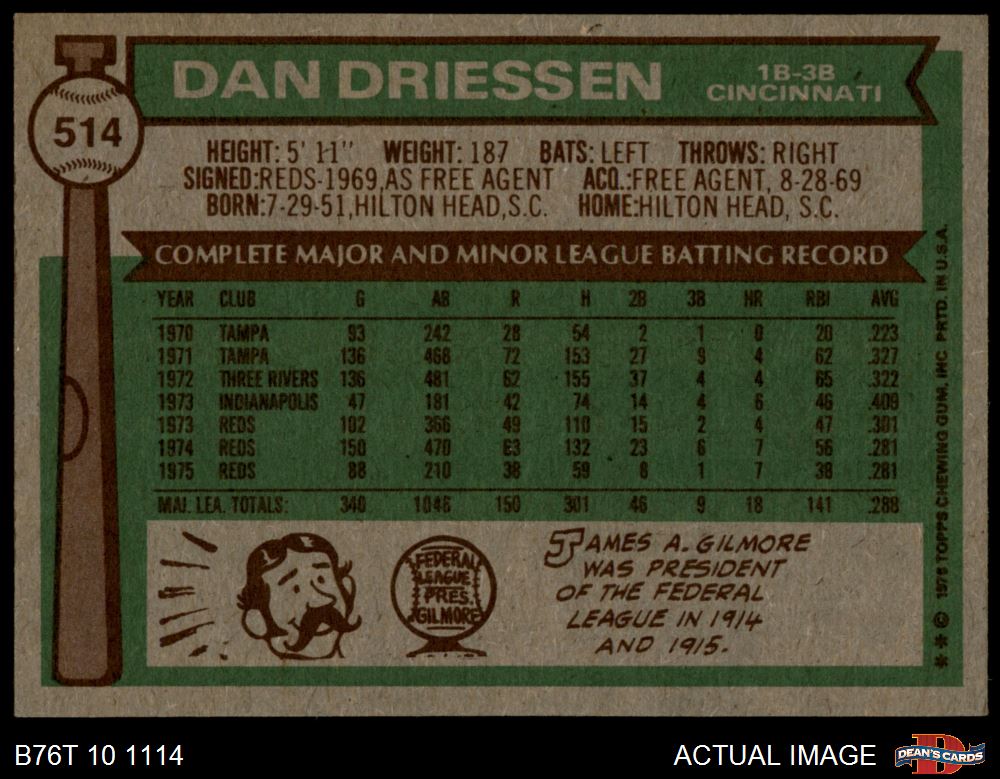 DAN DRIESSEN
1B-3B
CINCINNATI
514
HEIGHT: 5' 11" WEIGHT: 187 BATS: LEFT THROWS: RIGHT
SIGNED:REDS-1969,AS FREE AGENT ACQ.:FREE AGENT, 8-28-69
BORN:7-29-51,HILTON HEAD,S.C. HOME:HILTON HEAD, S.C.
COMPLETE MAJOR AND MINOR LEAGUE BATTING RECORD
YEAR CLUB G AB R H 2B 3B HR RBI AVG
1970 TAMPA 93 242 28 54 2 1 0 20 .223
1971 TAMPA 136 468 72 153 27 9 4 62 .327
1972 THREE RIVERS 136 481 62 155 37 4 4 65 .322
1973 INDIANAPOLIS 47 181 42 74 14 4 6 46 .409
1973 REDS 102 366 49 110 15 2 4 47 .301
1974 REDS 150 470 63 132 23 6 7 56 .281
1975 REDS 88 210 38 59 8 1 7 38 .281
MAJ. LEA. TOTALS: 340 1046 150 301 46 9 18 141 .288
FEDERAL
LEAGUE
PRES.
GILMORE
JAMES A. GILMORE
WAS PRESIDENT
OF THE FEDERAL
LEAGUE IN 1914
AND 1915.
** © 1976 TOPPS CHEWING GUM, INC PRTD. IN U.S.A.
B76T 10 1114
ACTUAL IMAGE
DEAN'S CARDS